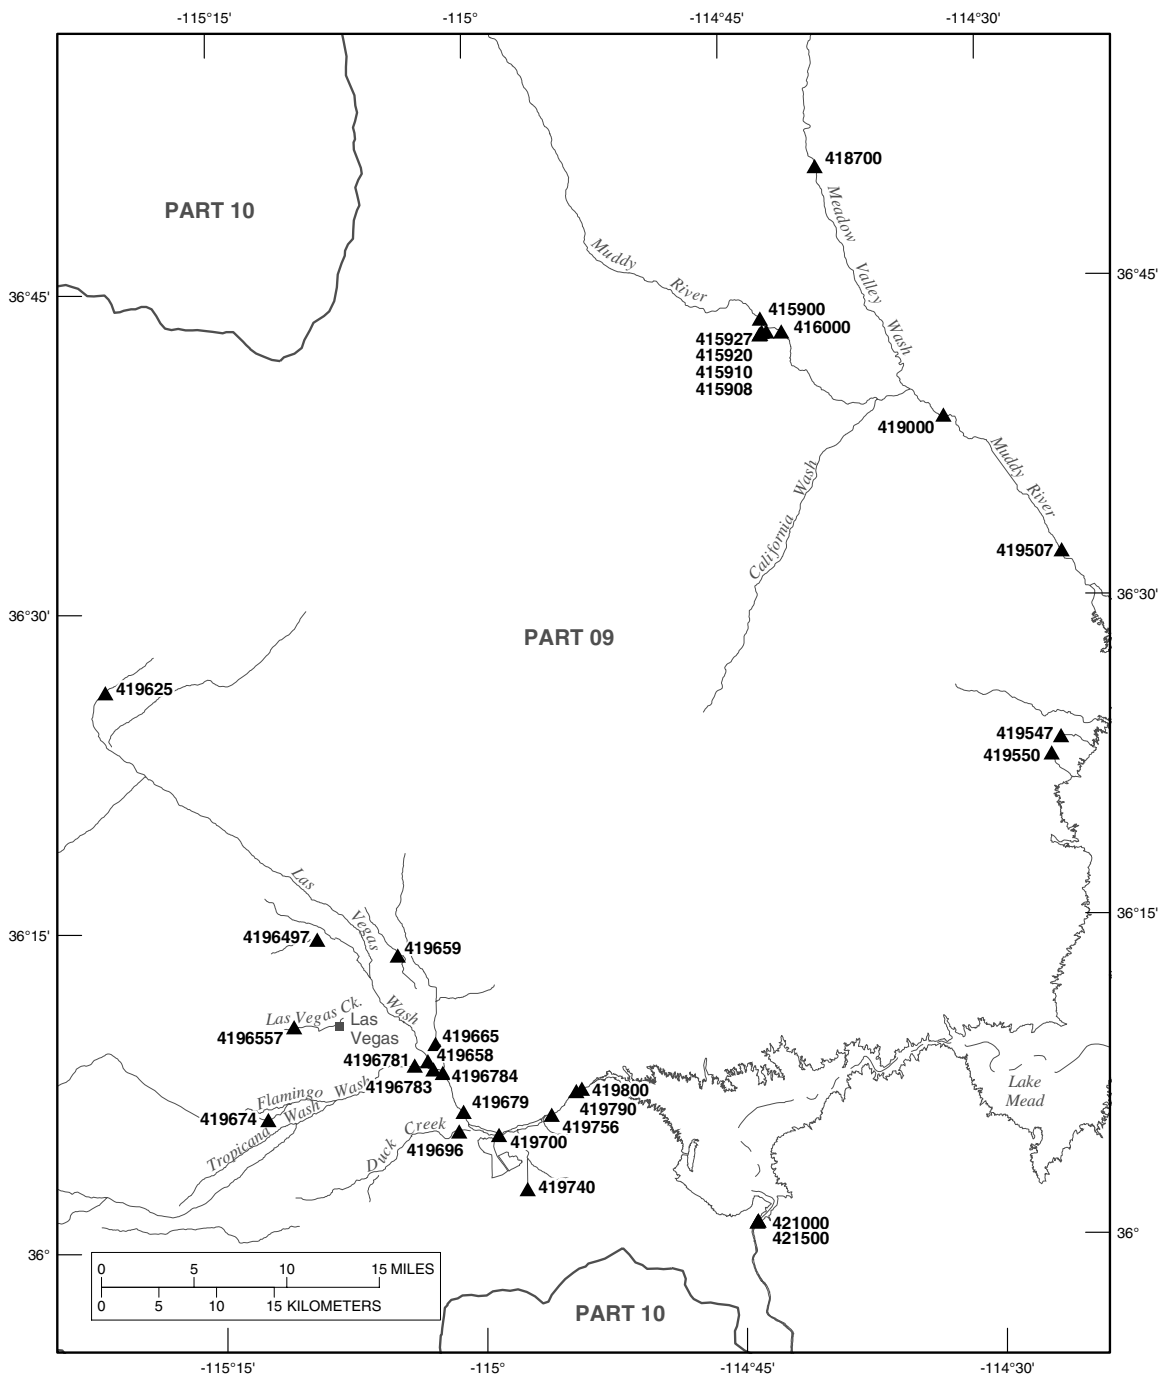 -115°15'
-115°
-114°45'
-114°30'
418700
PART 10
Meadow Valley Wash
Muddy River
36°45'
36°45'
415900
416000
415927
415920
415910
415908
419000
Muddy River
California Wash
419507
36°30'
36°30'
PART 09
419625
419547
419550
Las Vegas Wash
36°15'
36°15'
4196497
419659
Las Vegas Ck.
Las
Vegas
4196557
419665
419658
4196781
4196784
4196783
Flamingo Wash
419800
419790
419679
419674
Tropicana Wash
419756
Duck Creek
419700
419696
Lake
Mead
419740
421000
421500
36°
36°
0 5 10 15 MILES
0 5 10 15 KILOMETERS
PART 10
-115°15'
-115°
-114°45'
-114°30'